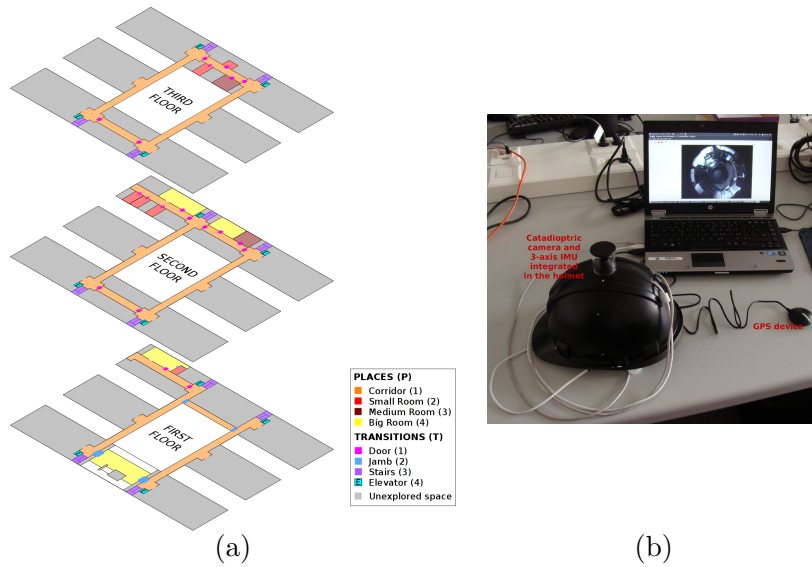 THIRD
FLOOR
SECOND
FLOOR
FIRST
FLOOR
PLACES (P)
Corridor (1)
Small Room (2)
Medium Room (3)
Big Room (4)
TRANSITIONS (T)
Door (1)
Jamb (2)
Stairs (3)
E Elevator (4)
Unexplored space
(a)
Catadioptric
camera and
3-axis IMU
integrated
in the helmet
GPS device
(b)